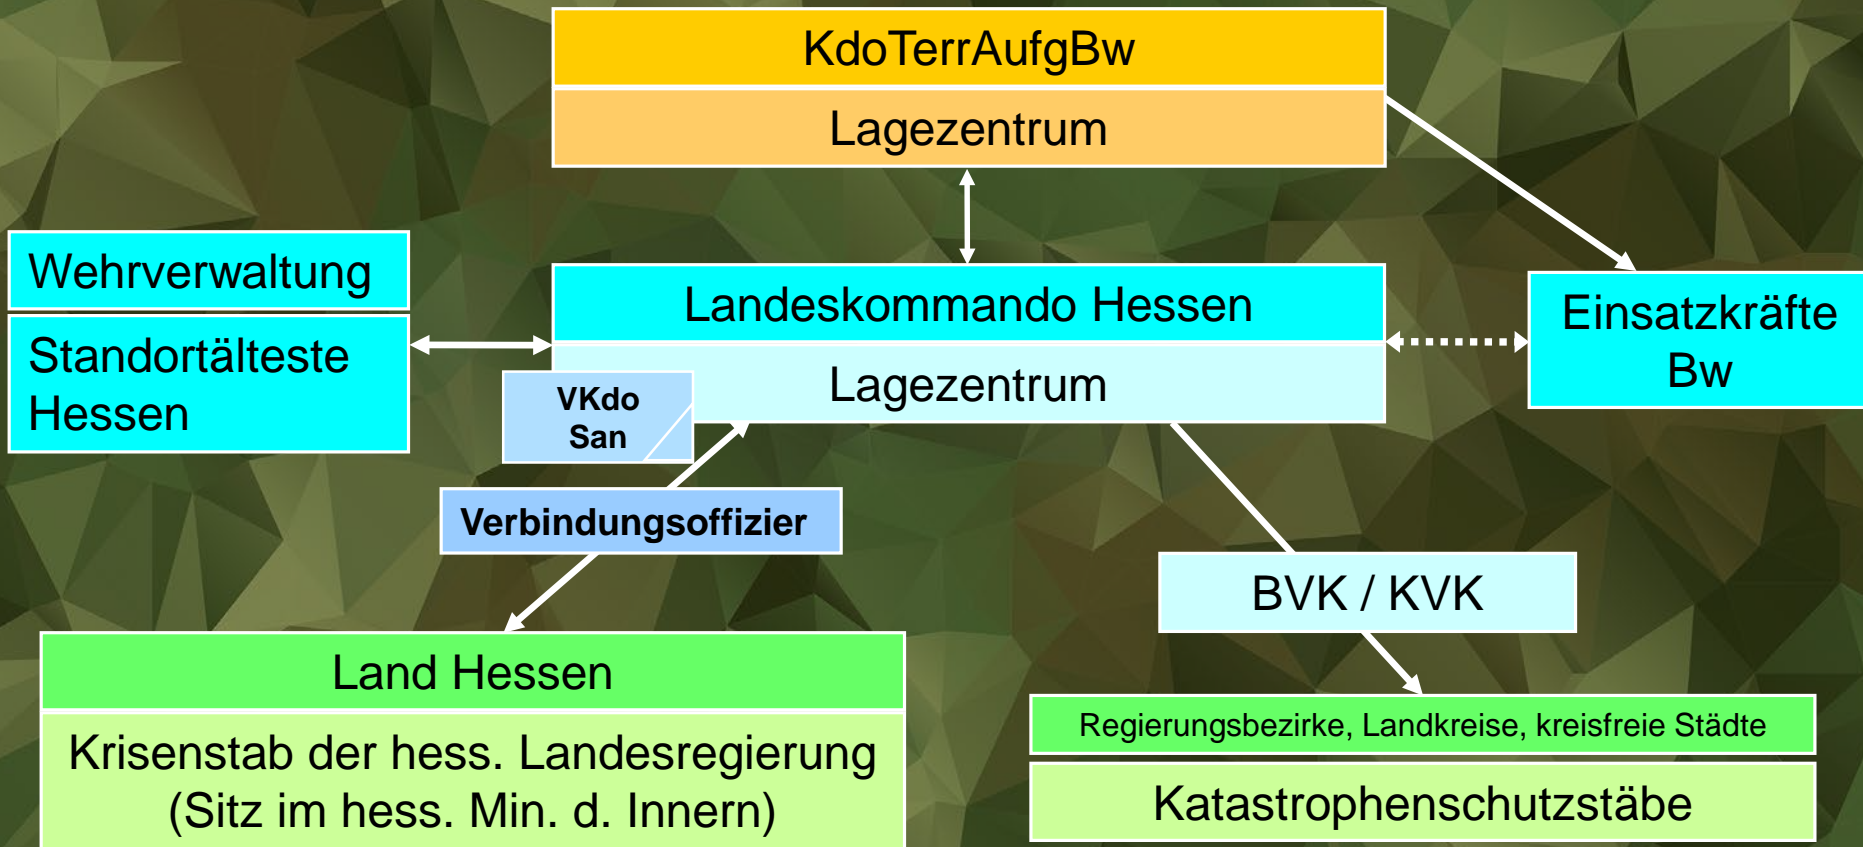 KdoTerrAufgBw
Lagezentrum
Wehrverwaltung
Standortälteste
Hessen
Landeskommando Hessen
Lagezentrum
VKdo
San
Einsatzkräfte
Bw
Verbindungsoffizier
BVK / KVK
Land Hessen
Krisenstab der hess. Landesregierung
(Sitz im hess. Min. d. Innern)
Regierungsbezirke, Landkreise, kreisfreie Städte
Katastrophenschutzstäbe